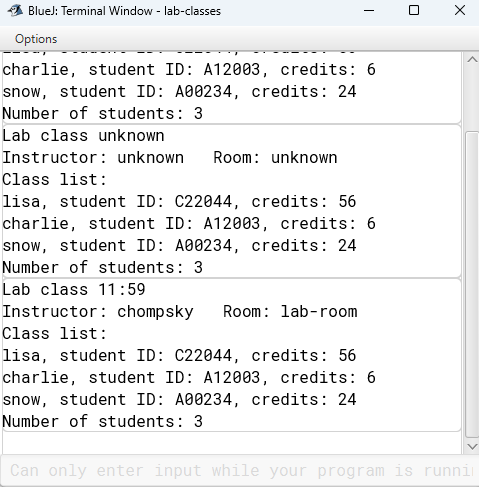 BlueJ: Terminal Window - lab-classes
Options
charlie, student ID: A12003, credits: 6
snow, student ID: A00234, credits: 24
Number of students: 3
Lab class unknown
Instructor: unknown   Room: unknown
Class list:
lisa, student ID: C22044, credits: 56
charlie, student ID: A12003, credits: 6
snow, student ID: A00234, credits: 24
Number of students: 3
Lab class 11:59
Instructor: chompsky   Room: lab-room
Class list:
lisa, student ID: C22044, credits: 56
charlie, student ID: A12003, credits: 6
snow, student ID: A00234, credits: 24
Number of students: 3
Can only enter input while your program is